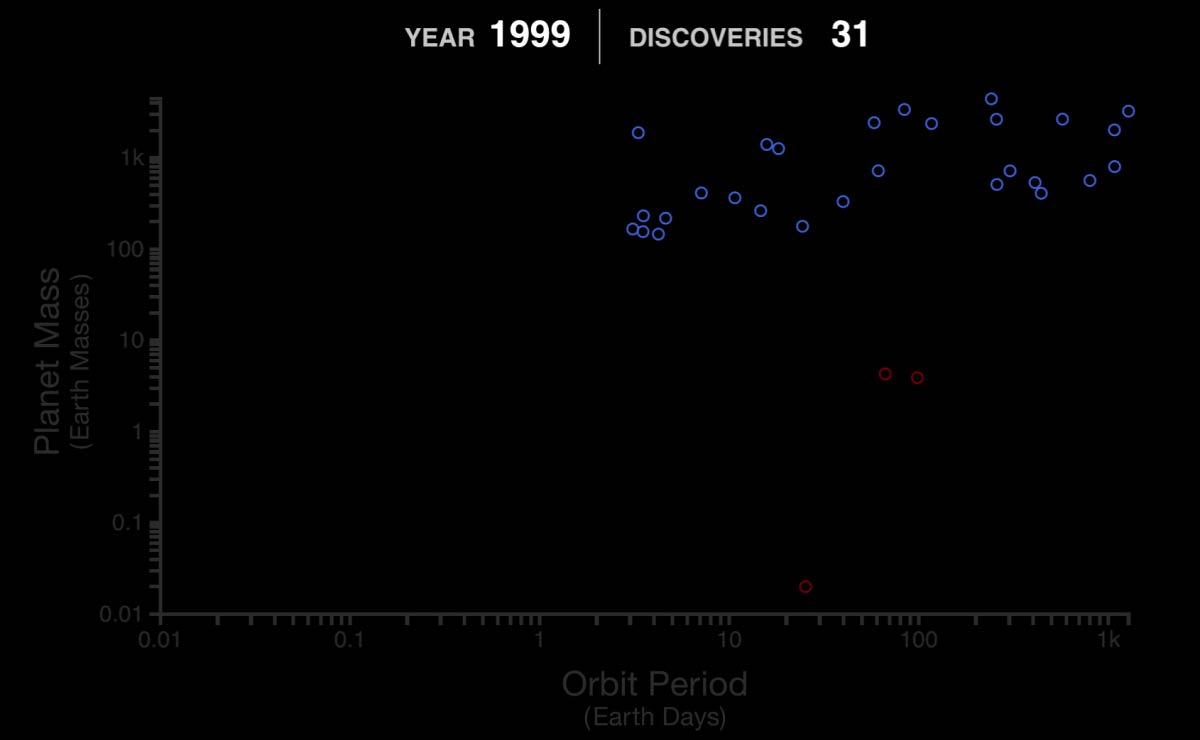 YEAR 1999 DISCOVERIES 31
1k
100
10
1
0.1
0.01
Planet Mass
(Earth Masses)
0.01 0.1 1 10 100 1k
Orbit Period
(Earth Days)